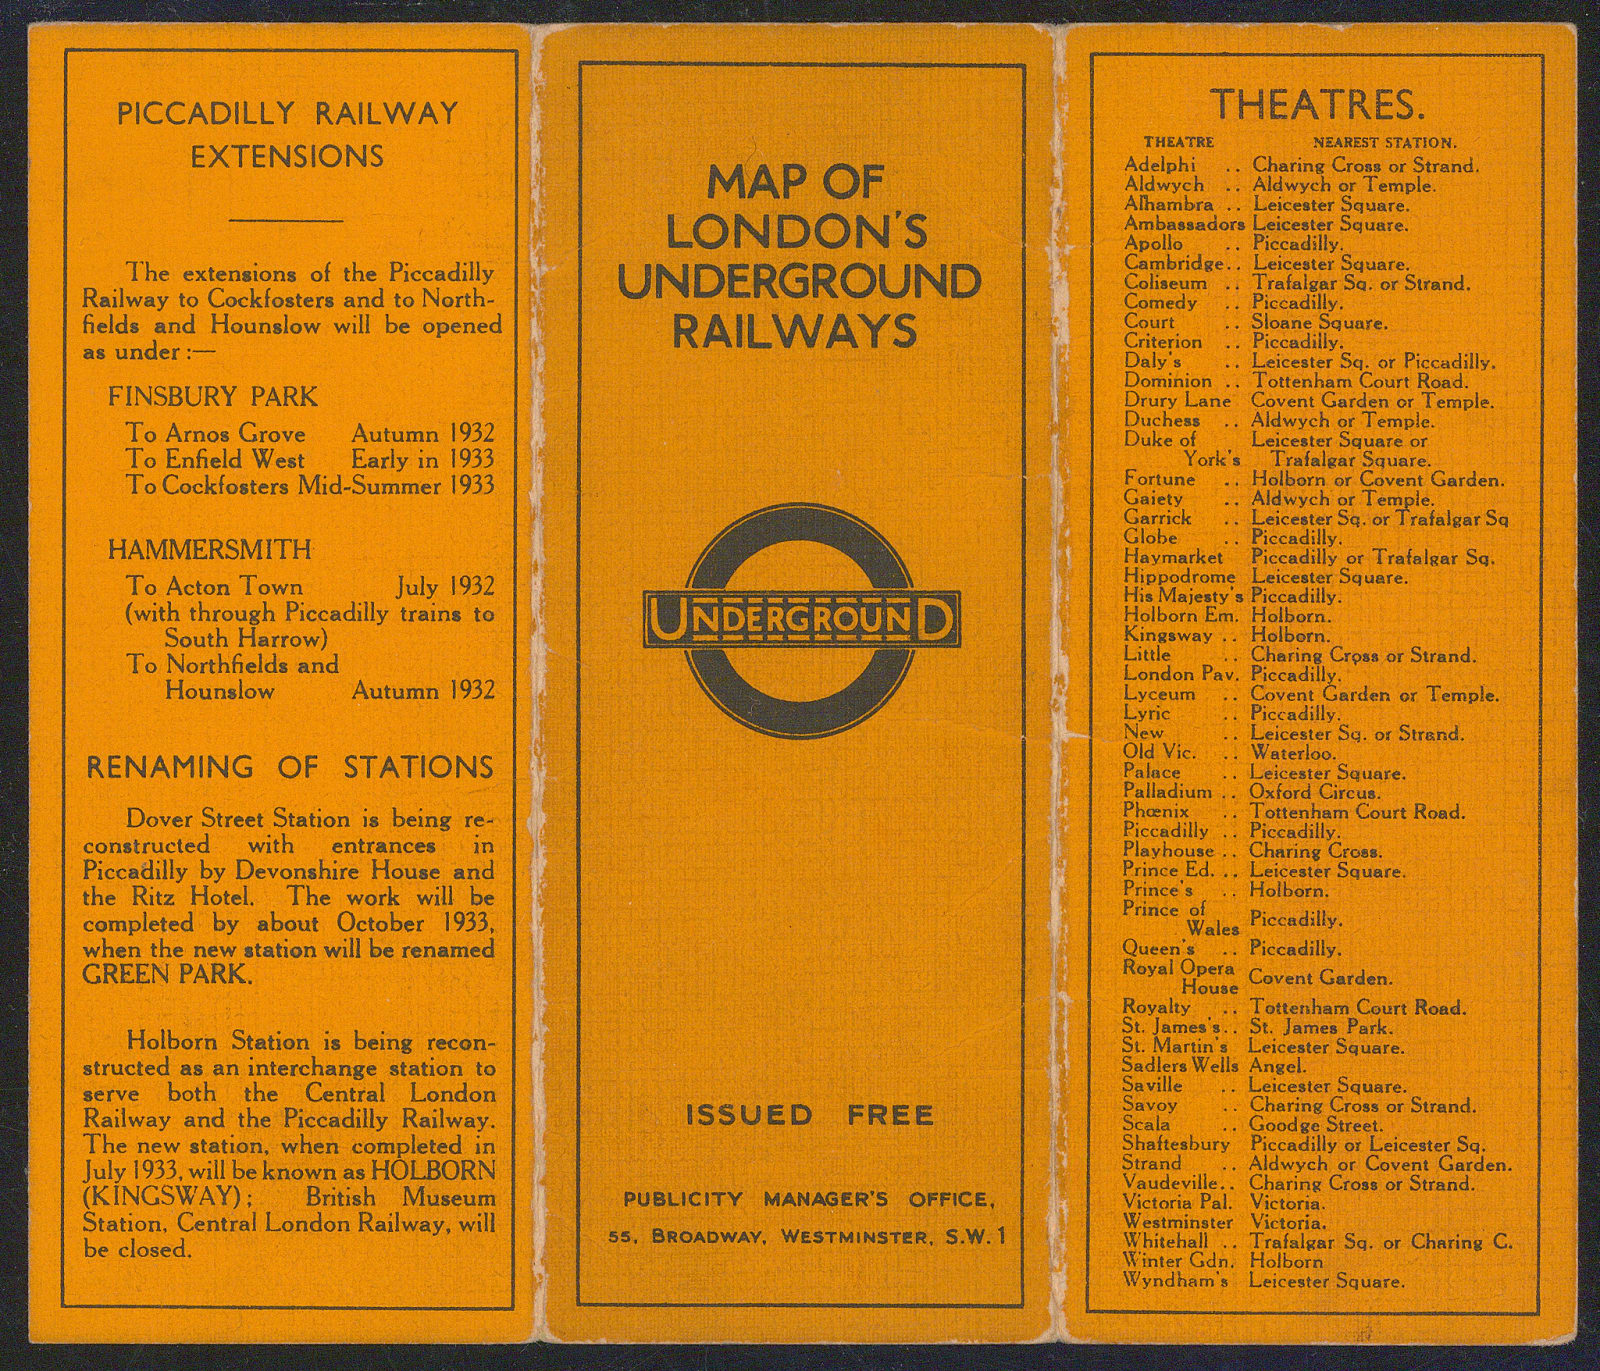 PICCADILLY RAILWAY
EXTENSIONS
The extensions of the Piccadilly
Railway to Cockfosters and to North-
fields and Hounslow will be opened
as under :—
FINSBURY PARK
To Arnos Grove Autumn 1932
To Enfield West Early in 1933
To Cockfosters Mid-Summer 1933
HAMMERSMITH
To Acton Town July 1932
(with through Piccadilly trains to
South Harrow)
To Northfields and
Hounslow Autumn 1932
RENAMING OF STATIONS
Dover Street Station is being re-
constructed with entrances in
Piccadilly by Devonshire House and
the Ritz Hotel. The work will be
completed by about October 1933,
when the new station will be renamed
GREEN PARK.
Holborn Station is being recon-
structed as an interchange station to
serve both the Central London
Railway and the Piccadilly Railway.
The new station, when completed in
July 1933, will be known as HOLBORN
(KINGSWAY); British Museum
Station, Central London Railway, will
be closed.
MAP OF
LONDON'S
UNDERGROUND
RAILWAYS
UNDERGROUND
ISSUED FREE
PUBLICITY MANAGER'S OFFICE,
55, BROADWAY, WESTMINSTER, S.W.1
THEATRES.
THEATRE NEAREST STATION.
Adelphi .. Charing Cross or Strand.
Aldwych .. Aldwych or Temple.
Alhambra .. Leicester Square.
Ambassadors Leicester Square.
Apollo .. Piccadilly.
Cambridge.. Leicester Square.
Coliseum .. Trafalgar Sq. or Strand.
Comedy .. Piccadilly.
Court .. Sloane Square.
Criterion .. Piccadilly.
Daly's .. Leicester Sq. or Piccadilly.
Dominion .. Tottenham Court Road.
Drury Lane Covent Garden or Temple.
Duchess .. Aldwych or Temple.
Duke of Leicester Square or
York's Trafalgar Square.
Fortune .. Holborn or Covent Garden.
Gaiety .. Aldwych or Temple.
Garrick .. Leicester Sq. or Trafalgar Sq
Globe .. Piccadilly.
Haymarket Piccadilly or Trafalgar Sq.
Hippodrome Leicester Square.
His Majesty's Piccadilly.
Holborn Em. Holborn.
Kingsway .. Holborn.
Little .. Charing Cross or Strand.
London Pav. Piccadilly.
Lyceum .. Covent Garden or Temple.
Lyric .. Piccadilly.
New .. Leicester Sq. or Strand.
Old Vic. .. Waterloo.
Palace .. Leicester Square.
Palladium .. Oxford Circus.
Phœnix .. Tottenham Court Road.
Piccadilly .. Piccadilly.
Playhouse .. Charing Cross.
Prince Ed. .. Leicester Square.
Prince's .. Holborn.
Prince of
Wales Piccadilly.
Queen's .. Piccadilly.
Royal Opera
House Covent Garden.
Royalty .. Tottenham Court Road.
St. James's.. St. James Park.
St. Martin's Leicester Square.
Sadlers Wells Angel.
Saville .. Leicester Square.
Savoy .. Charing Cross or Strand.
Scala .. Goodge Street.
Shaftesbury Piccadilly or Leicester Sq.
Strand .. Aldwych or Covent Garden.
Vaudeville.. Charing Cross or Strand.
Victoria Pal. Victoria.
Westminster Victoria.
Whitehall .. Trafalgar Sq. or Charing C.
Winter Gdn. Holborn
Wyndham's Leicester Square.